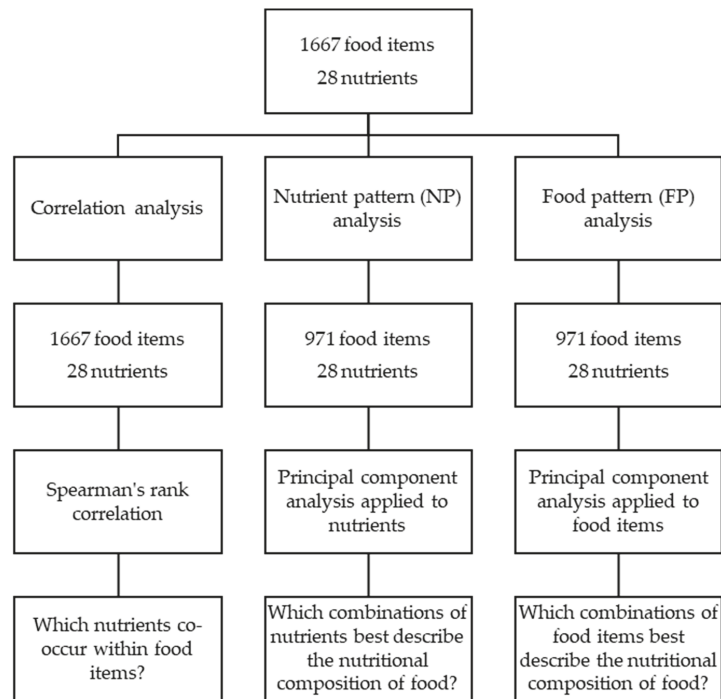 1667 food items
28 nutrients
Correlation analysis
Nutrient pattern (NP)
analysis
Food pattern (FP)
analysis
1667 food items
28 nutrients
971 food items
28 nutrients
971 food items
28 nutrients
Spearman's rank
correlation
Principal component
analysis applied to
nutrients
Principal component
analysis applied to
food items
Which nutrients co-
occur within food
items?
Which combinations of
nutrients best describe
the nutritional
composition of food?
Which combinations of
food items best
describe the nutritional
composition of food?